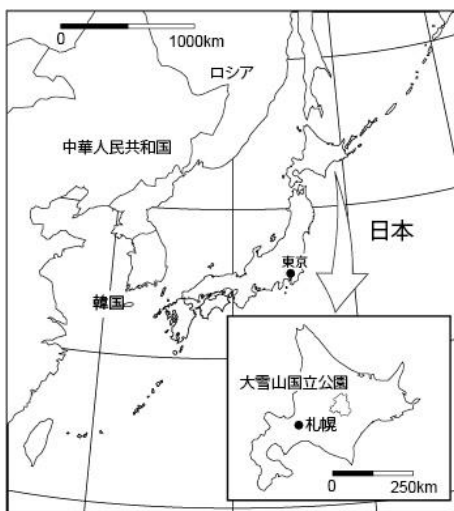 0 1000km
ロシア
中華人民共和国
日本
東京
韓国
大雪山国立公園
札幌
0 250km